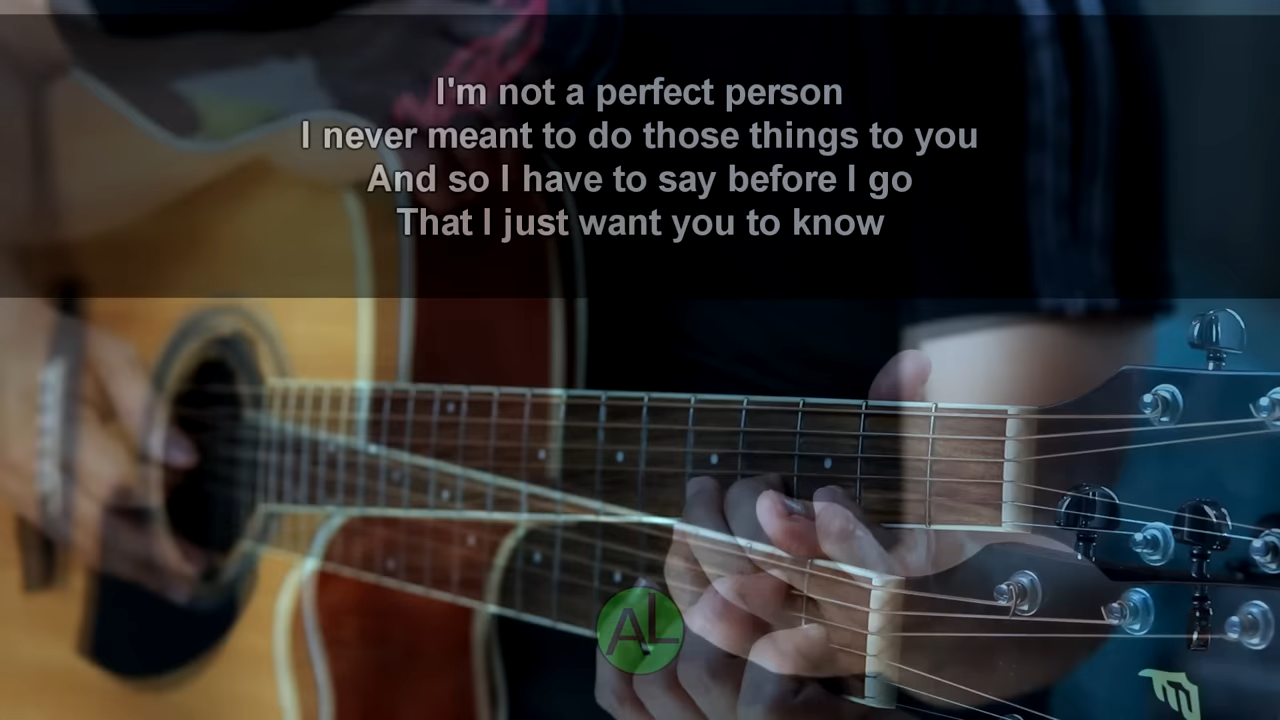 I'm not a perfect person
I never meant to do those things to you
And so I have to say before I go
That I just want you to know
AL